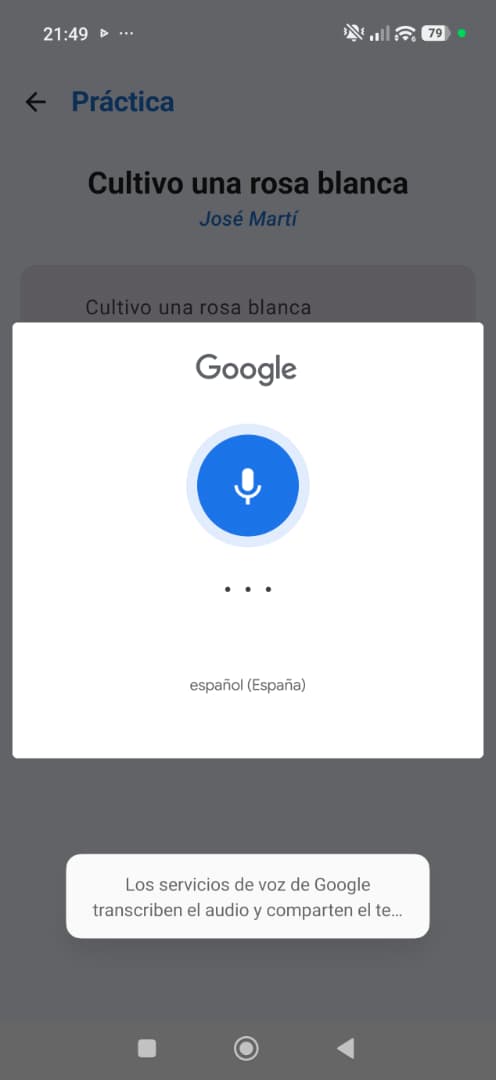 21:49
79
Práctica
Cultivo una rosa blanca
José Martí
Cultivo una rosa blanca
Google
español (España)
Los servicios de voz de Google
transcriben el audio y comparten el te...